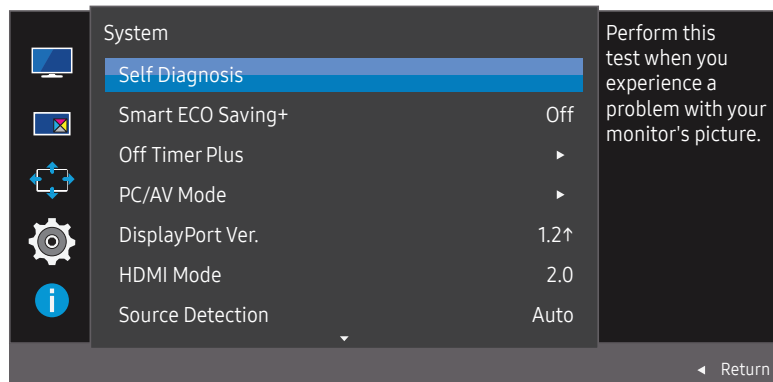 System
Self Diagnosis
Smart ECO Saving+ Off
Off Timer Plus ▸
PC/AV Mode ▸
DisplayPort Ver. 1.2↑
HDMI Mode 2.0
Source Detection Auto
Perform this
test when you
experience a
problem with your
monitor's picture.
◂ Return